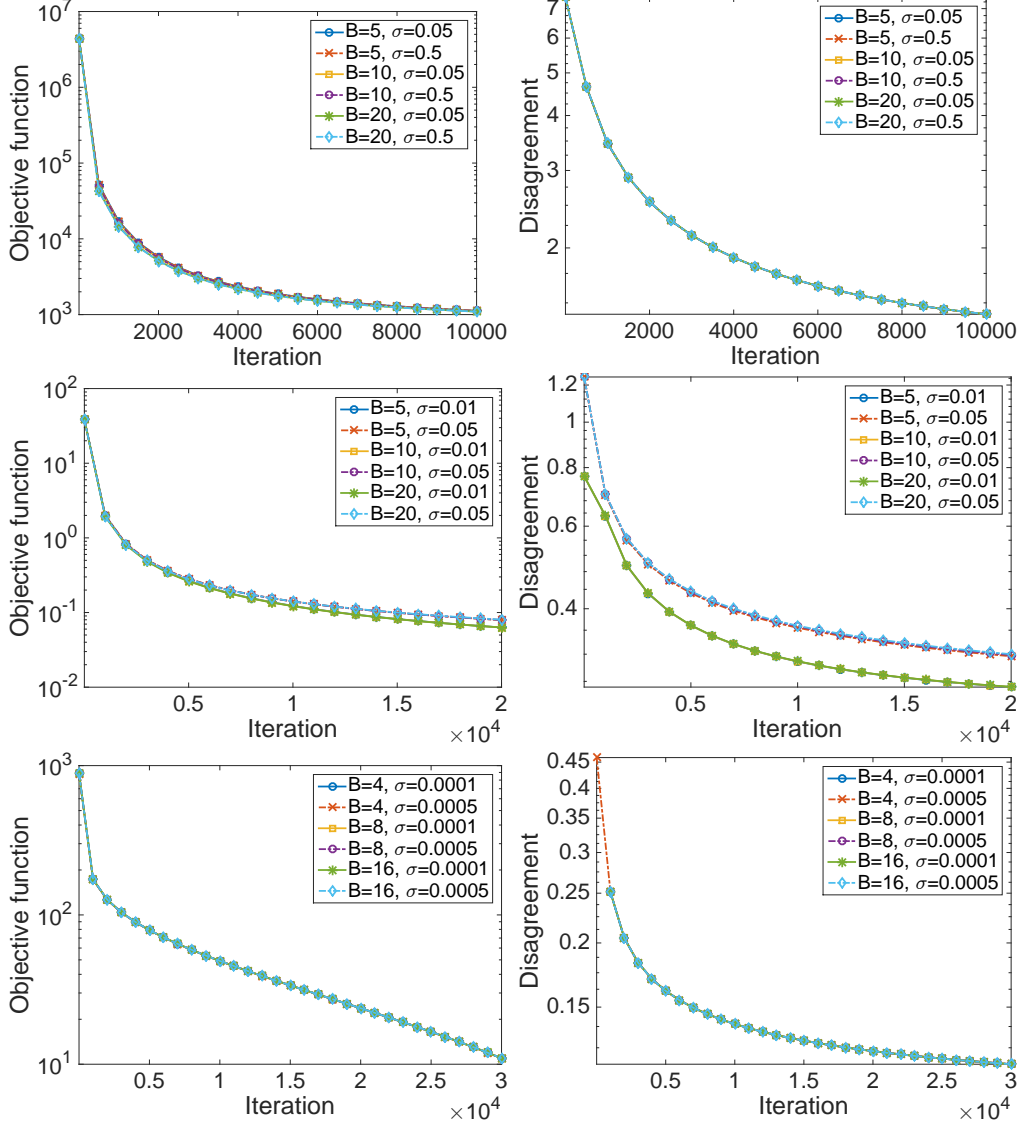 10^7
10^6
10^5
10^4
10^3
Objective function
B=5, σ=0.05
B=5, σ=0.5
B=10, σ=0.05
B=10, σ=0.5
B=20, σ=0.05
B=20, σ=0.5
2000 4000 6000 8000 10000
Iteration
7
5
3
2
Disagreement
B=5, σ=0.05
B=5, σ=0.5
B=10, σ=0.05
B=10, σ=0.5
B=20, σ=0.05
B=20, σ=0.5
2000 4000 6000 8000 10000
Iteration
10^2
10^1
10^0
10^-1
10^-2
Objective function
B=5, σ=0.01
B=5, σ=0.05
B=10, σ=0.01
B=10, σ=0.05
B=20, σ=0.01
B=20, σ=0.05
0.5 1 1.5 2
Iteration
×10^4
1.2
1
0.8
0.6
0.4
Disagreement
B=5, σ=0.01
B=5, σ=0.05
B=10, σ=0.01
B=10, σ=0.05
B=20, σ=0.01
B=20, σ=0.05
0.5 1 1.5 2
Iteration
×10^4
10^3
10^2
10^1
Objective function
B=4, σ=0.0001
B=4, σ=0.0005
B=8, σ=0.0001
B=8, σ=0.0005
B=16, σ=0.0001
B=16, σ=0.0005
0.5 1 1.5 2 2.5 3
Iteration
×10^4
0.45
0.4
0.35
0.3
0.25
0.2
0.15
Disagreement
B=4, σ=0.0001
B=4, σ=0.0005
B=8, σ=0.0001
B=8, σ=0.0005
B=16, σ=0.0001
B=16, σ=0.0005
0.5 1 1.5 2 2.5 3
Iteration
×10^4